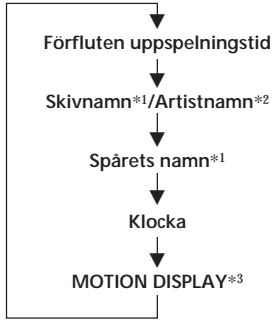 Förfluten uppspelningstid
Skivnamn*1/Artistnamn*2
Spårets namn*1
Klocka
MOTION DISPLAY*3